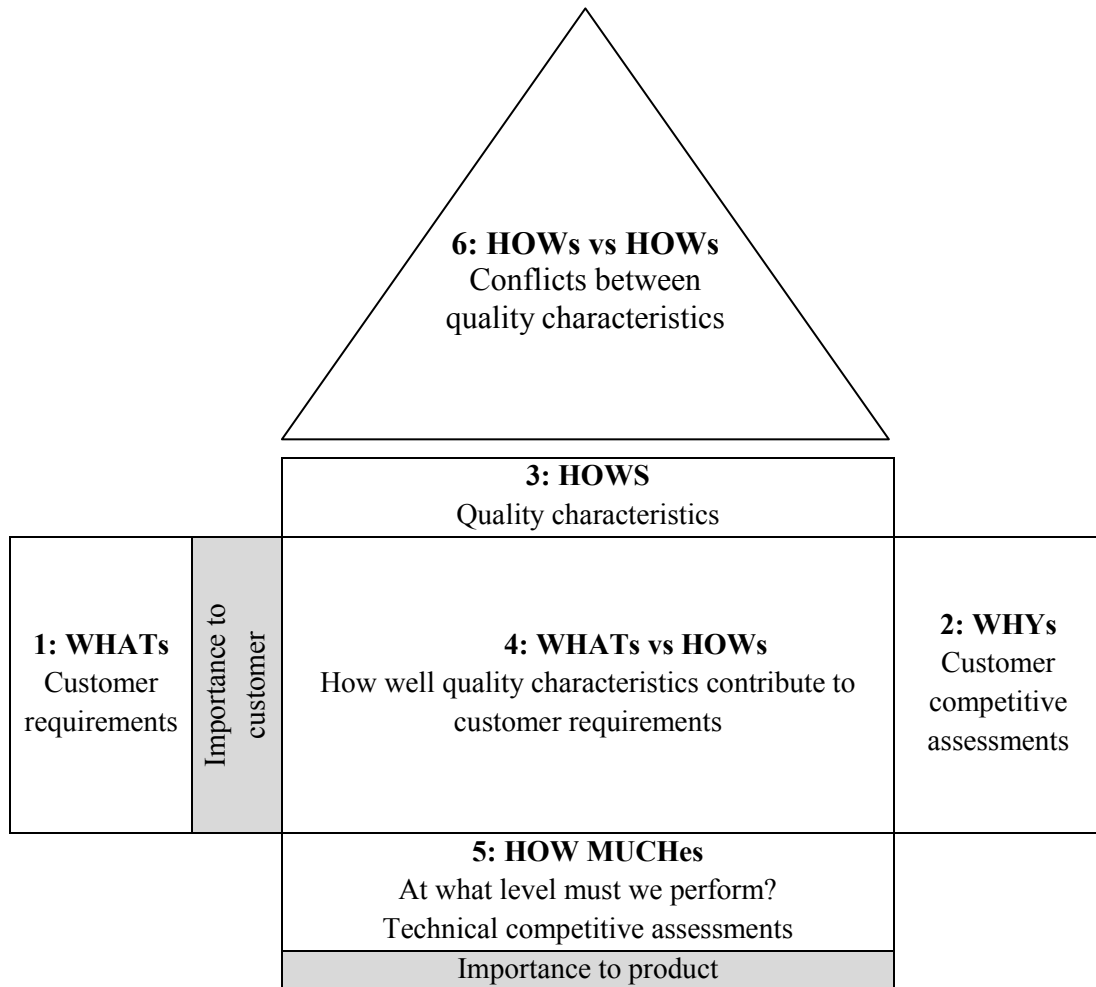 6: HOWs vs HOWs
Conflicts between
quality characteristics
3: HOWS
Quality characteristics
1: WHATs
Customer
requirements
Importance to
customer
4: WHATs vs HOWs
How well quality characteristics contribute to
customer requirements
2: WHYs
Customer
competitive
assessments
5: HOW MUCHes
At what level must we perform?
Technical competitive assessments
Importance to product